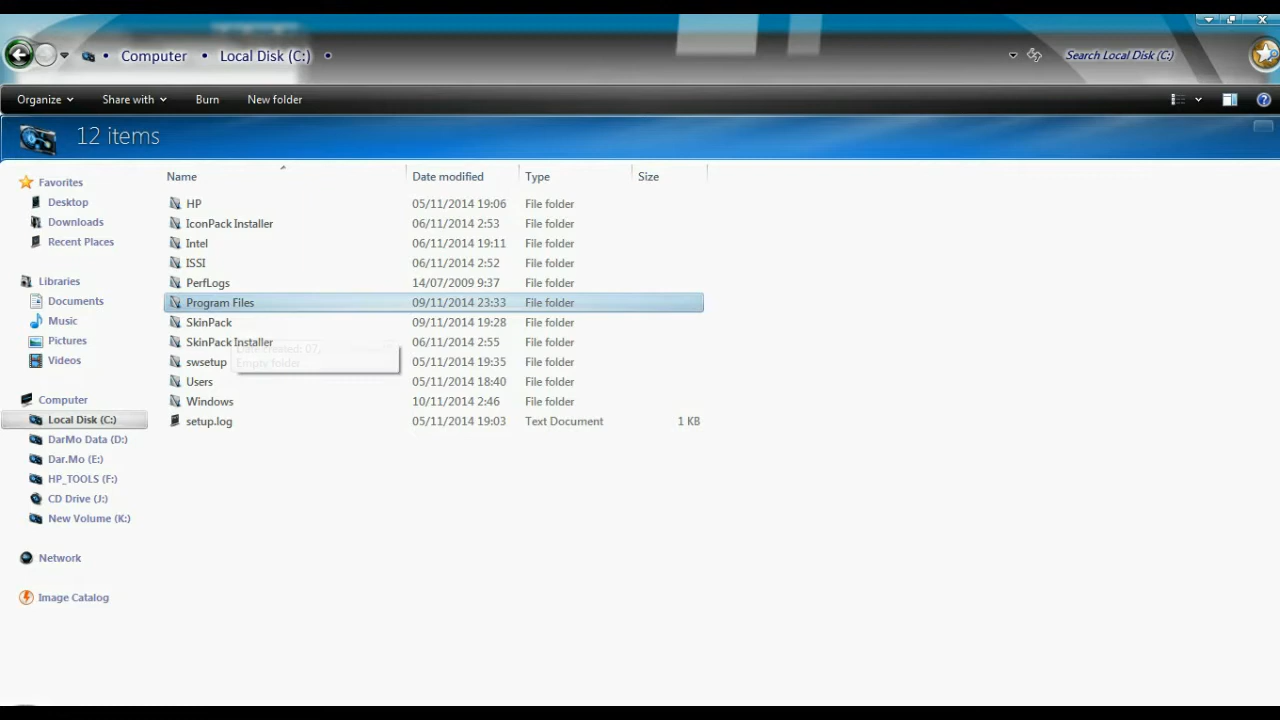 Computer • Local Disk (C:) •
Search Local Disk (C:)
Organize Share with Burn New folder
12 items
Name Date modified Type Size
Favorites
Desktop
Downloads
Recent Places
Libraries
Documents
Music
Pictures
Videos
Computer
Local Disk (C:)
DarMo Data (D:)
Dar.Mo (E:)
HP_TOOLS (F:)
CD Drive (J:)
New Volume (K:)
Network
Image Catalog
HP 05/11/2014 19:06 File folder
IconPack Installer 06/11/2014 2:53 File folder
Intel 06/11/2014 19:11 File folder
ISSI 06/11/2014 2:52 File folder
PerfLogs 14/07/2009 9:37 File folder
Program Files 09/11/2014 23:33 File folder
SkinPack 09/11/2014 19:28 File folder
SkinPack Installer 06/11/2014 2:55 File folder
Date created: 07
Empty folder
swsetup 05/11/2014 19:35 File folder
Users 05/11/2014 18:40 File folder
Windows 10/11/2014 2:46 File folder
setup.log 05/11/2014 19:03 Text Document 1 KB